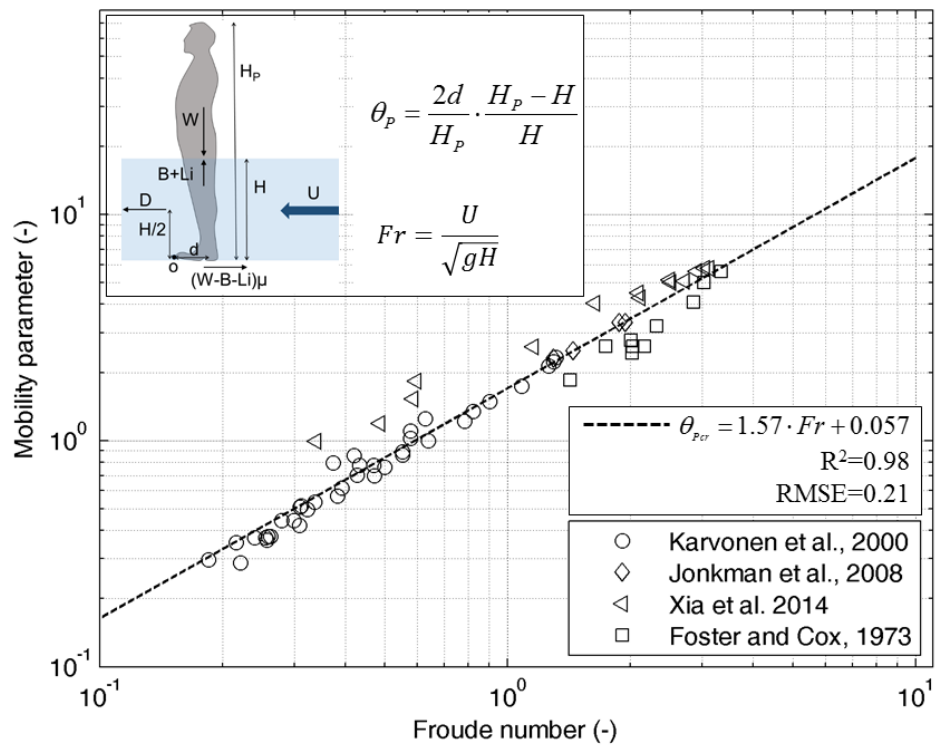 Mobility parameter (-)
10^1
10^0
10^-1
H_P
W
B+Li
D
H/2
d
o
H
U
(W-B-Li)μ
θ_P = 2d/H_P · (H_P − H)/H
Fr = U/√gH
θ_Pcr = 1.57 · Fr + 0.057
R²=0.98
RMSE=0.21
Karvonen et al., 2000
Jonkman et al., 2008
Xia et al. 2014
Foster and Cox, 1973
10^-1
10^0
10^1
Froude number (-)